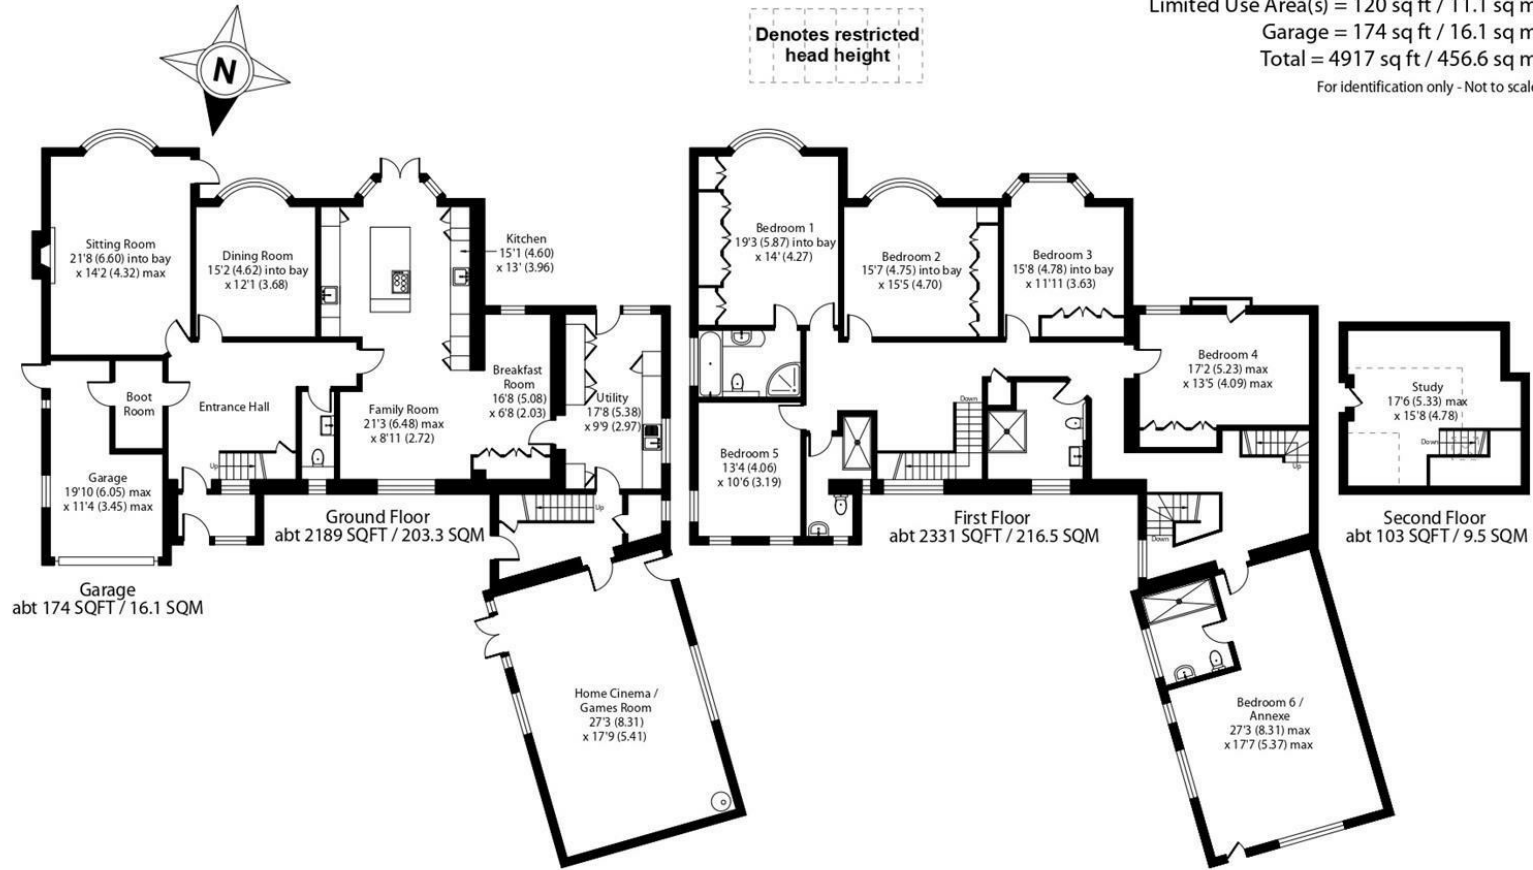 Limited Use Area(s) = 120 sq ft / 11.1 sq m
Garage = 174 sq ft / 16.1 sq m
Total = 4917 sq ft / 456.6 sq m
For identification only - Not to scale
Denotes restricted
head height
N
Sitting Room
21'8 (6.60) into bay
x 14'2 (4.32) max
Dining Room
15'2 (4.62) into bay
x 12'1 (3.68)
Kitchen
15'1 (4.60)
x 13' (3.96)
Breakfast
Room
16'8 (5.08)
x 6'8 (2.03)
Utility
17'8 (5.38)
x 9'9 (2.97)
Boot
Room
Entrance Hall
Family Room
21'3 (6.48) max
x 8'11 (2.72)
Garage
19'10 (6.05) max
x 11'4 (3.45) max
Up
Up
Ground Floor
abt 2189 SQFT / 203.3 SQM
Garage
abt 174 SQFT / 16.1 SQM
Home Cinema /
Games Room
27'3 (8.31)
x 17'9 (5.41)
Bedroom 1
19'3 (5.87) into bay
x 14' (4.27)
Bedroom 2
15'7 (4.75) into bay
x 15'5 (4.70)
Bedroom 3
15'8 (4.78) into bay
x 11'11 (3.63)
Bedroom 4
17'2 (5.23) max
x 13'5 (4.09) max
Down
Bedroom 5
13'4 (4.06)
x 10'6 (3.19)
Up
Down
First Floor
abt 2331 SQFT / 216.5 SQM
Bedroom 6 /
Annexe
27'3 (8.31) max
x 17'7 (5.37) max
Study
17'6 (5.33) max
x 15'8 (4.78)
Down
Second Floor
abt 103 SQFT / 9.5 SQM